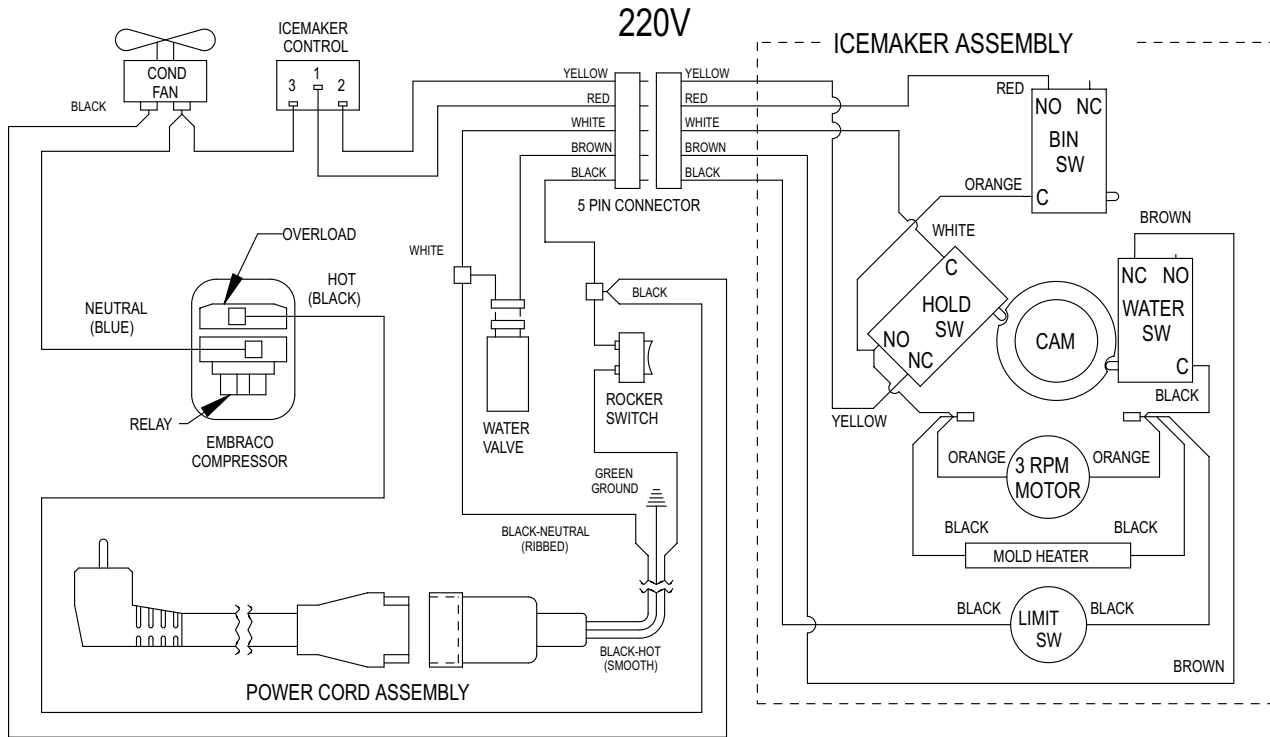 220V
ICEMAKER
CONTROL
3 1 2
COND
FAN
BLACK
YELLOW
RED
WHITE
BROWN
BLACK
YELLOW
RED
WHITE
BROWN
BLACK
5 PIN CONNECTOR
ICEMAKER ASSEMBLY
RED
NO NC
BIN
SW
C
ORANGE
WHITE
BROWN
C
HOLD
SW
NO
NC
CAM
NC NO
WATER
SW
C
BLACK
YELLOW
ORANGE
3 RPM
MOTOR
ORANGE
BLACK
BLACK
MOLD HEATER
BLACK
LIMIT
SW
BLACK
BROWN
OVERLOAD
HOT
(BLACK)
NEUTRAL
(BLUE)
RELAY
EMBRACO
COMPRESSOR
WHITE
BLACK
WATER
VALVE
ROCKER
SWITCH
GREEN
GROUND
BLACK-NEUTRAL
(RIBBED)
BLACK-HOT
(SMOOTH)
POWER CORD ASSEMBLY